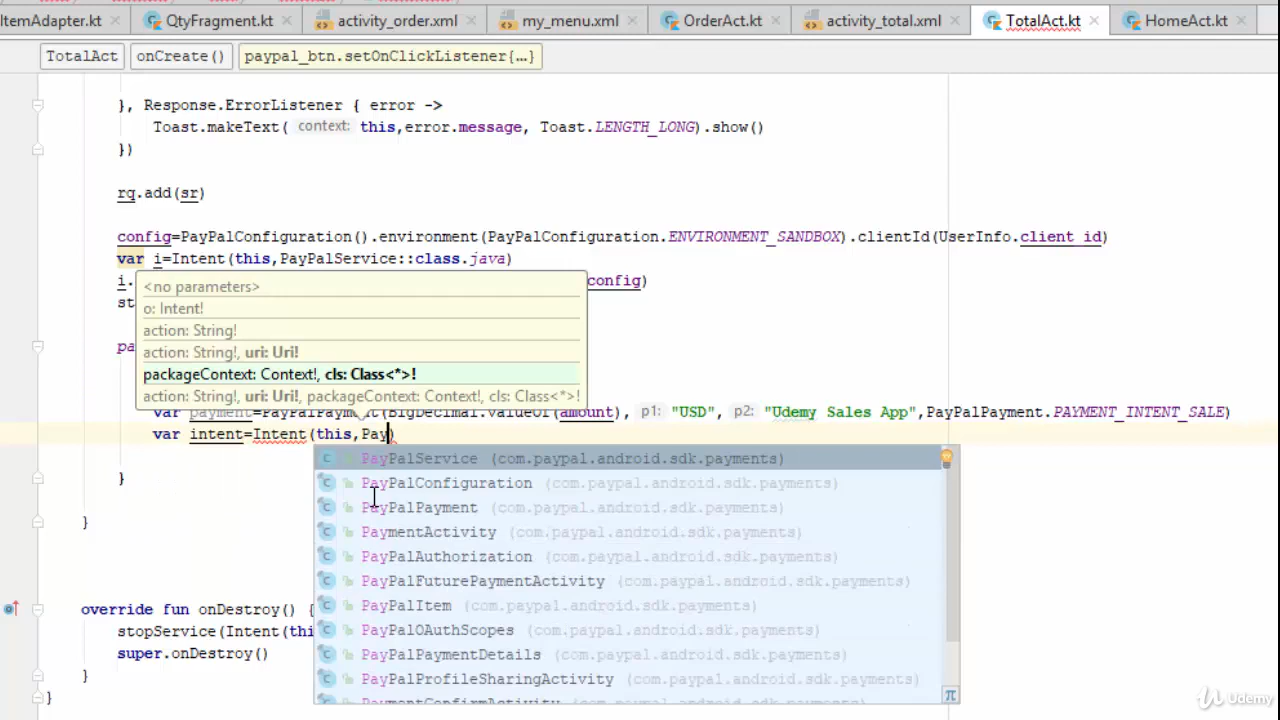 ItemAdapter.kt QtyFragment.kt activity_order.xml my_menu.xml OrderAct.kt activity_total.xml TotalAct.kt HomeAct.kt
TotalAct onCreate() paypal_btn.setOnClickListener{...}
}, Response.ErrorListener { error ->
Toast.makeText( context: this,error.message, Toast.LENGTH_LONG).show()
})
rq.add(sr)
config=PayPalConfiguration().environment(PayPalConfiguration.ENVIRONMENT_SANDBOX).clientId(UserInfo.client_id)
var i=Intent(this,PayPalService::class.java)
i. config)
st
<no parameters>
o: Intent!
action: String!
action: String!, uri: Uri!
pa
packageContext: Context!, cls: Class<*>!
action: String!, uri: Uri!, packageContext: Context!, cls: Class<*>!
var payment=PayPalPayment(BigDecimal.valueOf(amount), p1: "USD", p2: "Udemy Sales App",PayPalPayment.PAYMENT_INTENT_SALE)
var intent=Intent(this,Pay)
PayPalService (com.paypal.android.sdk.payments)
PayPalConfiguration (com.paypal.android.sdk.payments)
PayPalPayment (com.paypal.android.sdk.payments)
PaymentActivity (com.paypal.android.sdk.payments)
PayPalAuthorization (com.paypal.android.sdk.payments)
PayPalFuturePaymentActivity (com.paypal.android.sdk.payments)
PayPalItem (com.paypal.android.sdk.payments)
PayPalOAuthScopes (com.paypal.android.sdk.payments)
PayPalPaymentDetails (com.paypal.android.sdk.payments)
PayPalProfileSharingActivity (com.paypal.android.sdk.payments)
PaymentConfirmActivity (com.paypal.android.sdk.payments)
}
}
override fun onDestroy() {
stopService(Intent(thi
super.onDestroy()
}
}
π
Udemy